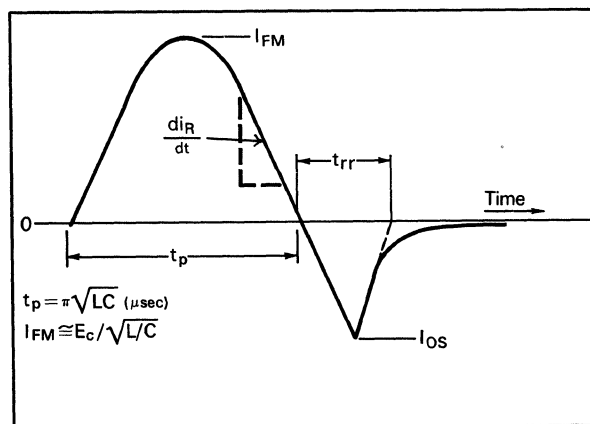 I_FM
di_R
dt
t_rr
Time
0
t_p
t_p = π√LC (μsec)
I_FM ≅ E_c / √L/C
I_OS